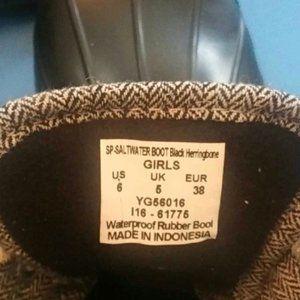 SP-SALTWATER BOOT Black Herringbone
GIRLS
US UK EUR
6 5 38
YG56016
I16 - 61775
Waterproof Rubber Bool
MADE IN INDONESIA